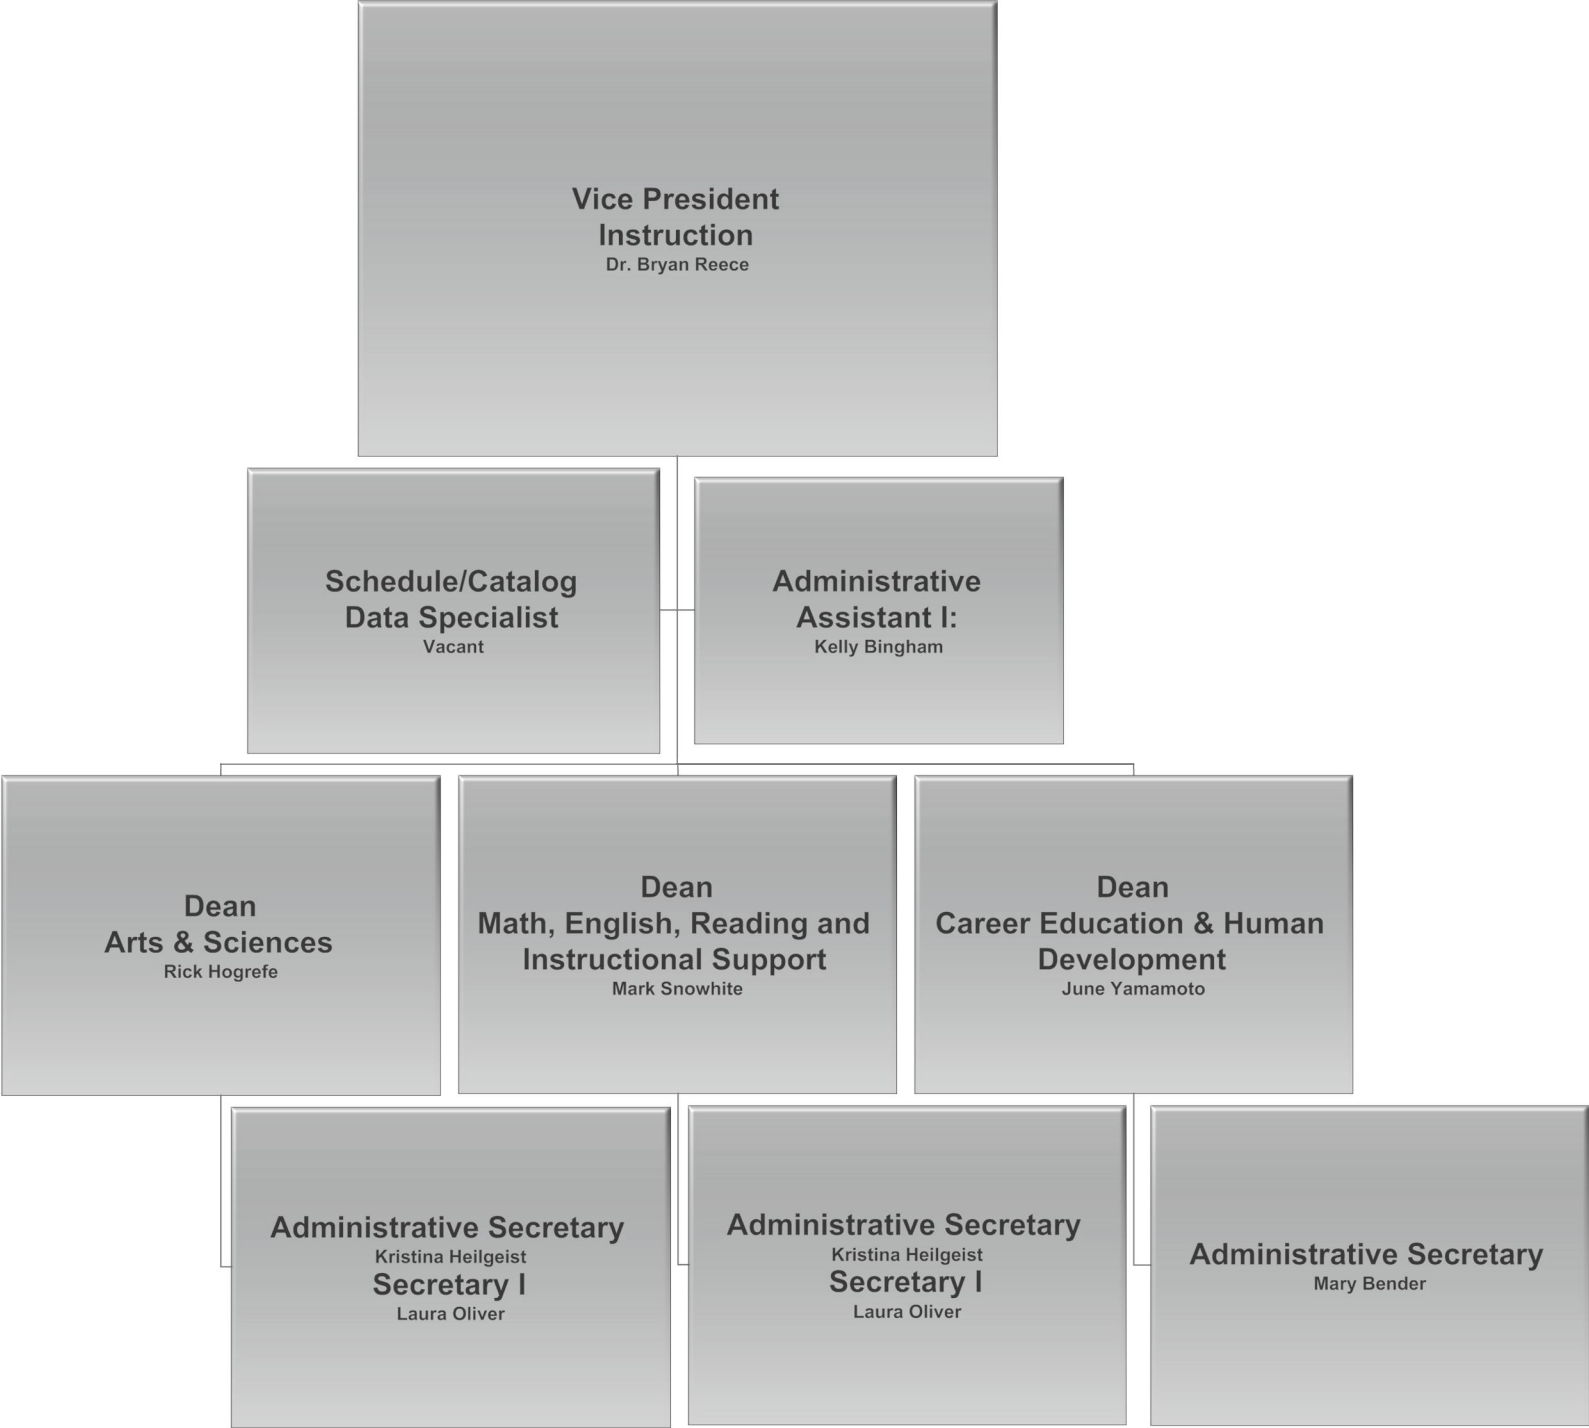 Vice President
Instruction
Dr. Bryan Reece
Schedule/Catalog
Data Specialist
Vacant
Administrative
Assistant I:
Kelly Bingham
Dean
Arts & Sciences
Rick Hogrefe
Dean
Math, English, Reading and
Instructional Support
Mark Snowhite
Dean
Career Education & Human
Development
June Yamamoto
Administrative Secretary
Kristina Heilgeist
Secretary I
Laura Oliver
Administrative Secretary
Kristina Heilgeist
Secretary I
Laura Oliver
Administrative Secretary
Mary Bender